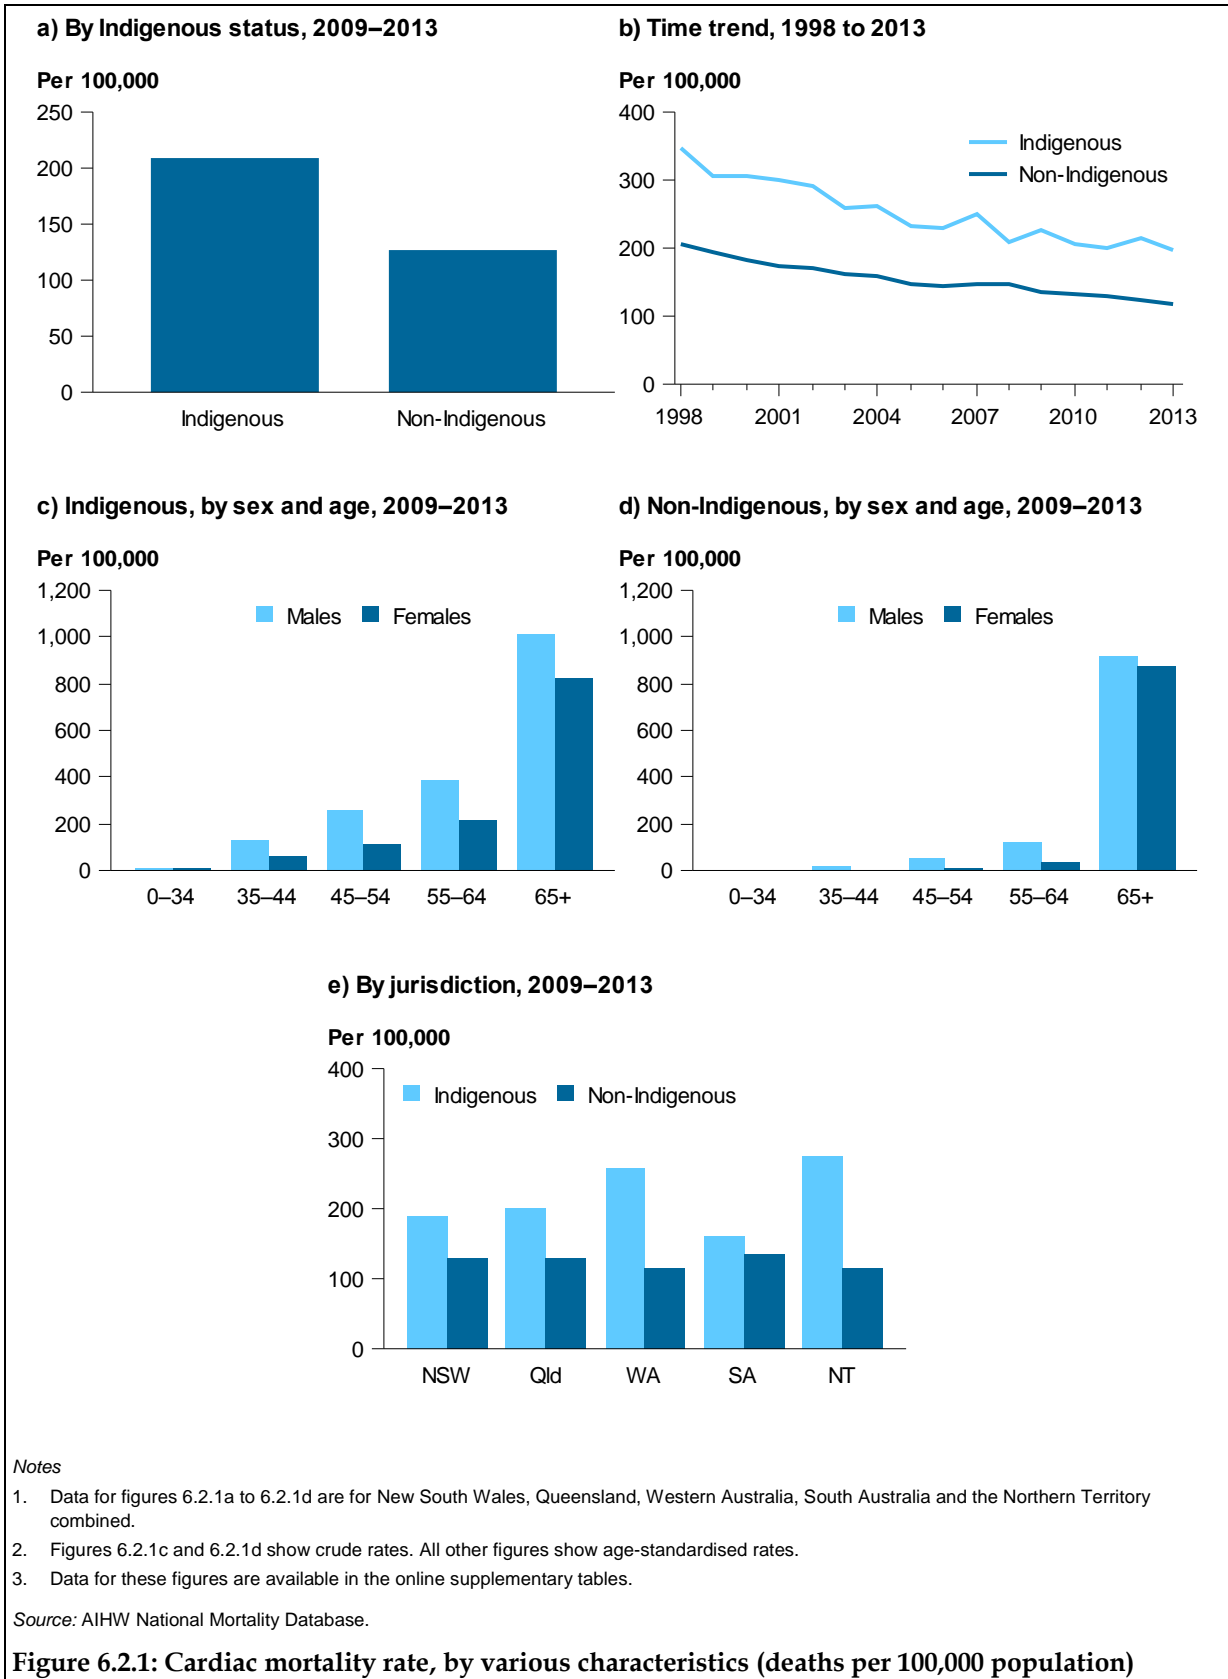 a) By Indigenous status, 2009–2013
Per 100,000
250
200
150
100
50
0
Indigenous
Non-Indigenous
b) Time trend, 1998 to 2013
Per 100,000
400
300
200
100
0
Indigenous
Non-Indigenous
1998
2001
2004
2007
2010
2013
c) Indigenous, by sex and age, 2009–2013
Per 100,000
1,200
1,000
800
600
400
200
0
Males
Females
0–34
35–44
45–54
55–64
65+
d) Non-Indigenous, by sex and age, 2009–2013
Per 100,000
1,200
1,000
800
600
400
200
0
Males
Females
0–34
35–44
45–54
55–64
65+
e) By jurisdiction, 2009–2013
Per 100,000
400
300
200
100
0
Indigenous
Non-Indigenous
NSW
Qld
WA
SA
NT
Notes
1. Data for figures 6.2.1a to 6.2.1d are for New South Wales, Queensland, Western Australia, South Australia and the Northern Territory
combined.
2. Figures 6.2.1c and 6.2.1d show crude rates. All other figures show age-standardised rates.
3. Data for these figures are available in the online supplementary tables.
Source: AIHW National Mortality Database.
Figure 6.2.1: Cardiac mortality rate, by various characteristics (deaths per 100,000 population)